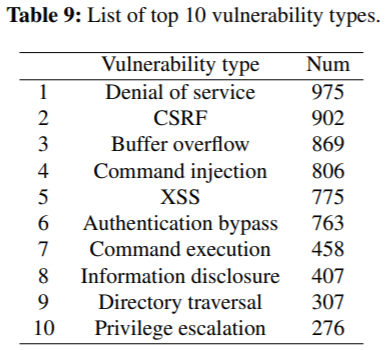 Table 9: List of top 10 vulnerability types.
Vulnerability type Num
1 Denial of service 975
2 CSRF 902
3 Buffer overflow 869
4 Command injection 806
5 XSS 775
6 Authentication bypass 763
7 Command execution 458
8 Information disclosure 407
9 Directory traversal 307
10 Privilege escalation 276